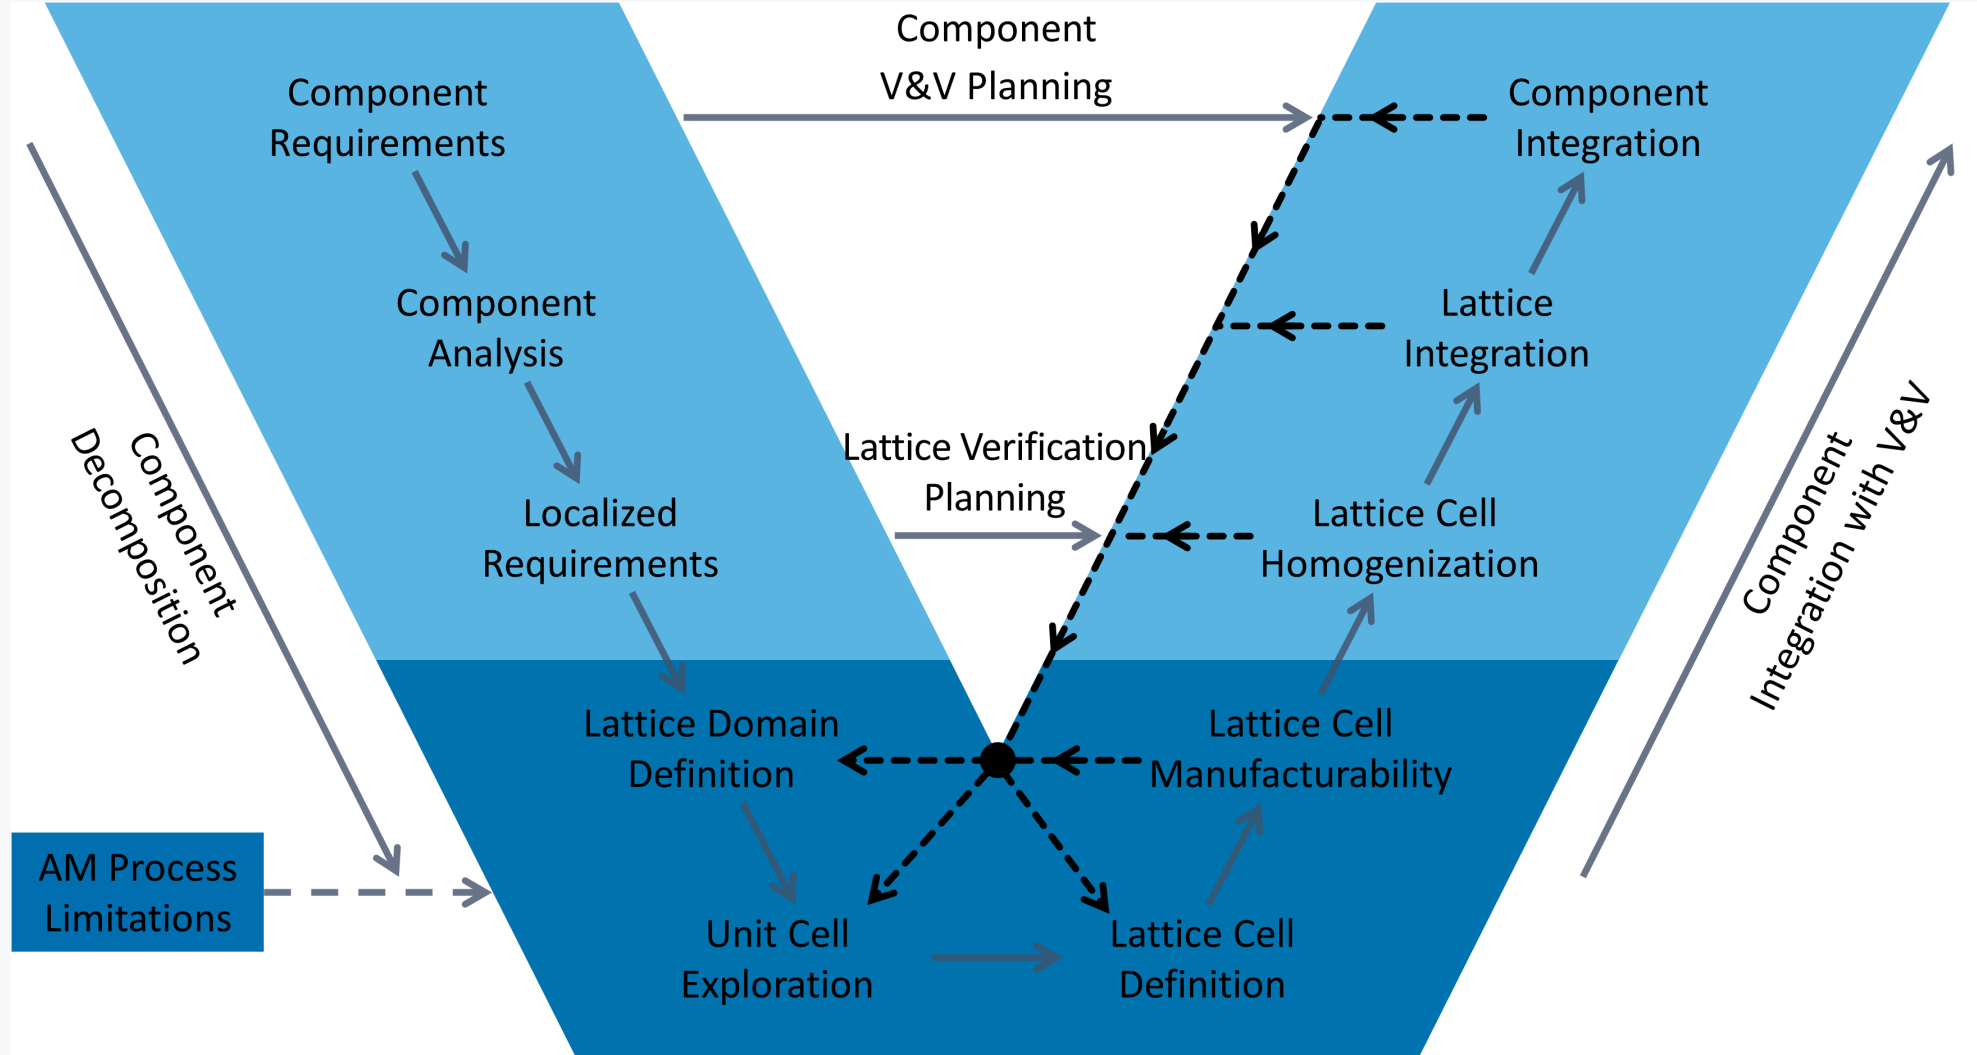 Component
V&V Planning
Component
Requirements
Component
Integration
Component
Analysis
Lattice
Integration
Component
Decomposition
Lattice Verification
Planning
Localized
Requirements
Lattice Cell
Homogenization
Component
Integration with V&V
Lattice Domain
Definition
Lattice Cell
Manufacturability
AM Process
Limitations
Unit Cell
Exploration
Lattice Cell
Definition